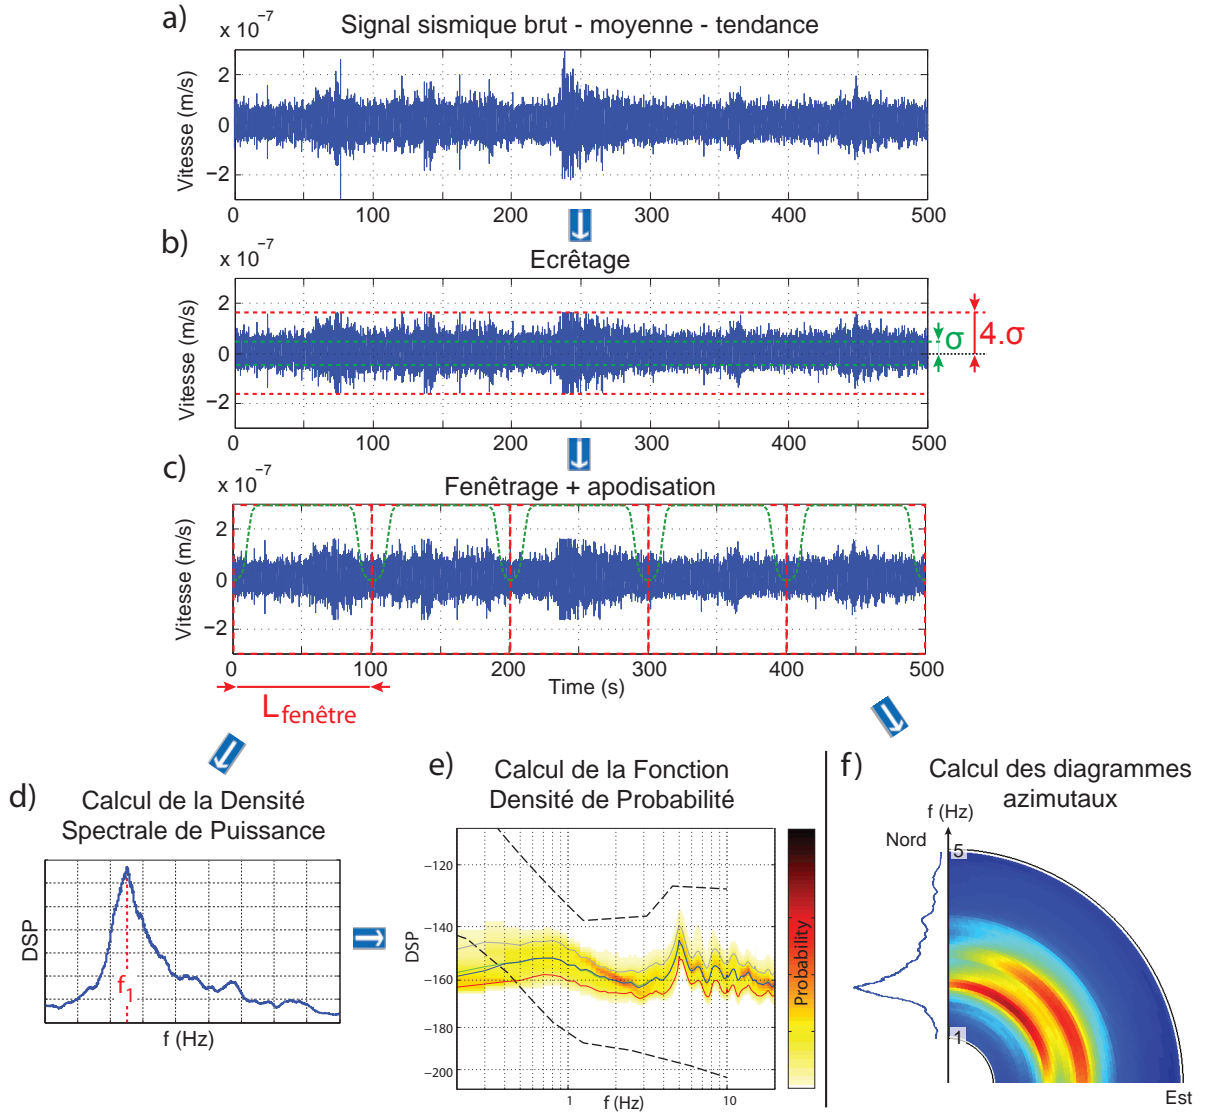 a)
Signal sismique brut - moyenne - tendance
x 10⁻⁷
Vitesse (m/s)
2
0
−2
0 100 200 300 400 500
b)
x 10⁻⁷
Ecrêtage
Vitesse (m/s)
2
0
−2
σ
4.σ
0 100 200 300 400 500
c)
x 10⁻⁷
Fenêtrage + apodisation
Vitesse (m/s)
2
0
−2
0 100 200 300 400 500
Time (s)
Lfenêtre
d)
Calcul de la Densité
Spectrale de Puissance
DSP
f1
f (Hz)
e)
Calcul de la Fonction
Densité de Probabilité
DSP
−120
−140
−160
−180
−200
1 10
f (Hz)
Probability
f)
Calcul des diagrammes
azimutaux
f (Hz)
Nord
5
1
Est